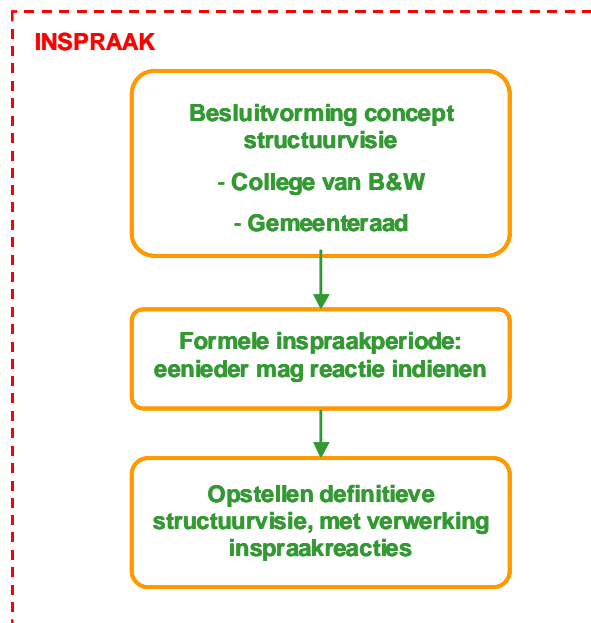 INSPRAAK
Besluitvorming concept
structuurvisie
- College van B&W
- Gemeenteraad
Formele inspraakperiode:
eenieder mag reactie indienen
Opstellen definitieve
structuurvisie, met verwerking
inspraakreacties